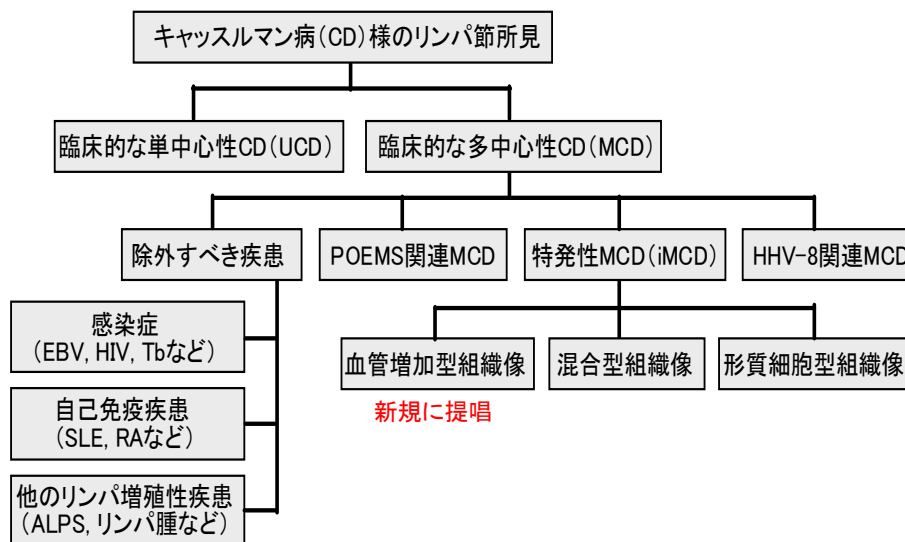 キャッスルマン病(CD)様のリンパ節所見
臨床的な単中心性CD(UCD)
臨床的な多中心性CD(MCD)
除外すべき疾患
POEMS関連MCD
特発性MCD(iMCD)
HHV-8関連MCD
感染症
(EBV, HIV, Tbなど)
血管増加型組織像
混合型組織像
形質細胞型組織像
新規に提唱
自己免疫疾患
(SLE, RAなど)
他のリンパ増殖性疾患
(ALPS, リンパ腫など)